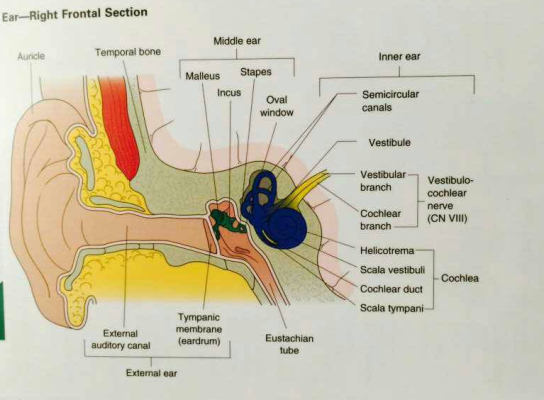 Ear—Right Frontal Section
Auricle
Temporal bone
Middle ear
Malleus
Stapes
Incus
Oval
window
Inner ear
Semicircular
canals
Vestibule
Vestibular
branch
Cochlear
branch
Vestibulo-
cochlear
nerve
(CN VIII)
Helicotrema
Scala vestibuli
Cochlear duct
Scala tympani
Cochlea
External
auditory canal
Tympanic
membrane
(eardrum)
Eustachian
tube
External ear